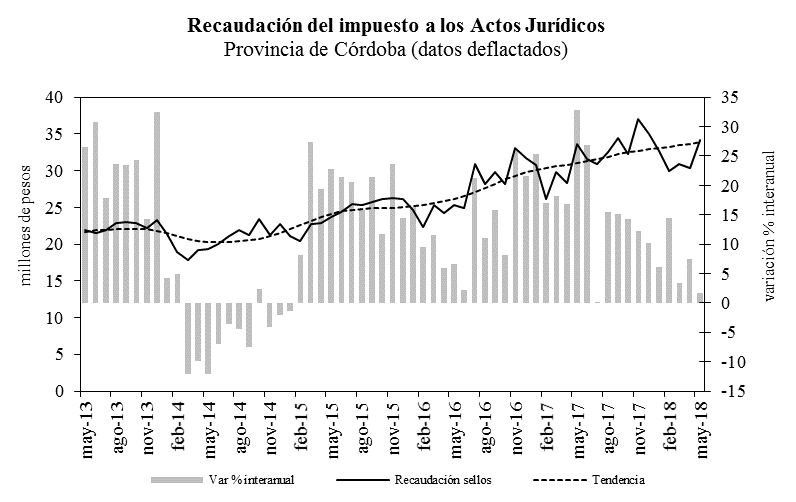 Recaudación del impuesto a los Actos Jurídicos
Provincia de Córdoba (datos deflactados)
40
35
30
25
20
15
10
5
0
millones de pesos
35
30
25
20
15
10
5
0
-5
-10
-15
variación % interanual
may-13
ago-13
nov-13
feb-14
may-14
ago-14
nov-14
feb-15
may-15
ago-15
nov-15
feb-16
may-16
ago-16
nov-16
feb-17
may-17
ago-17
nov-17
feb-18
may-18
Var % interanual
Recaudación sellos
Tendencia